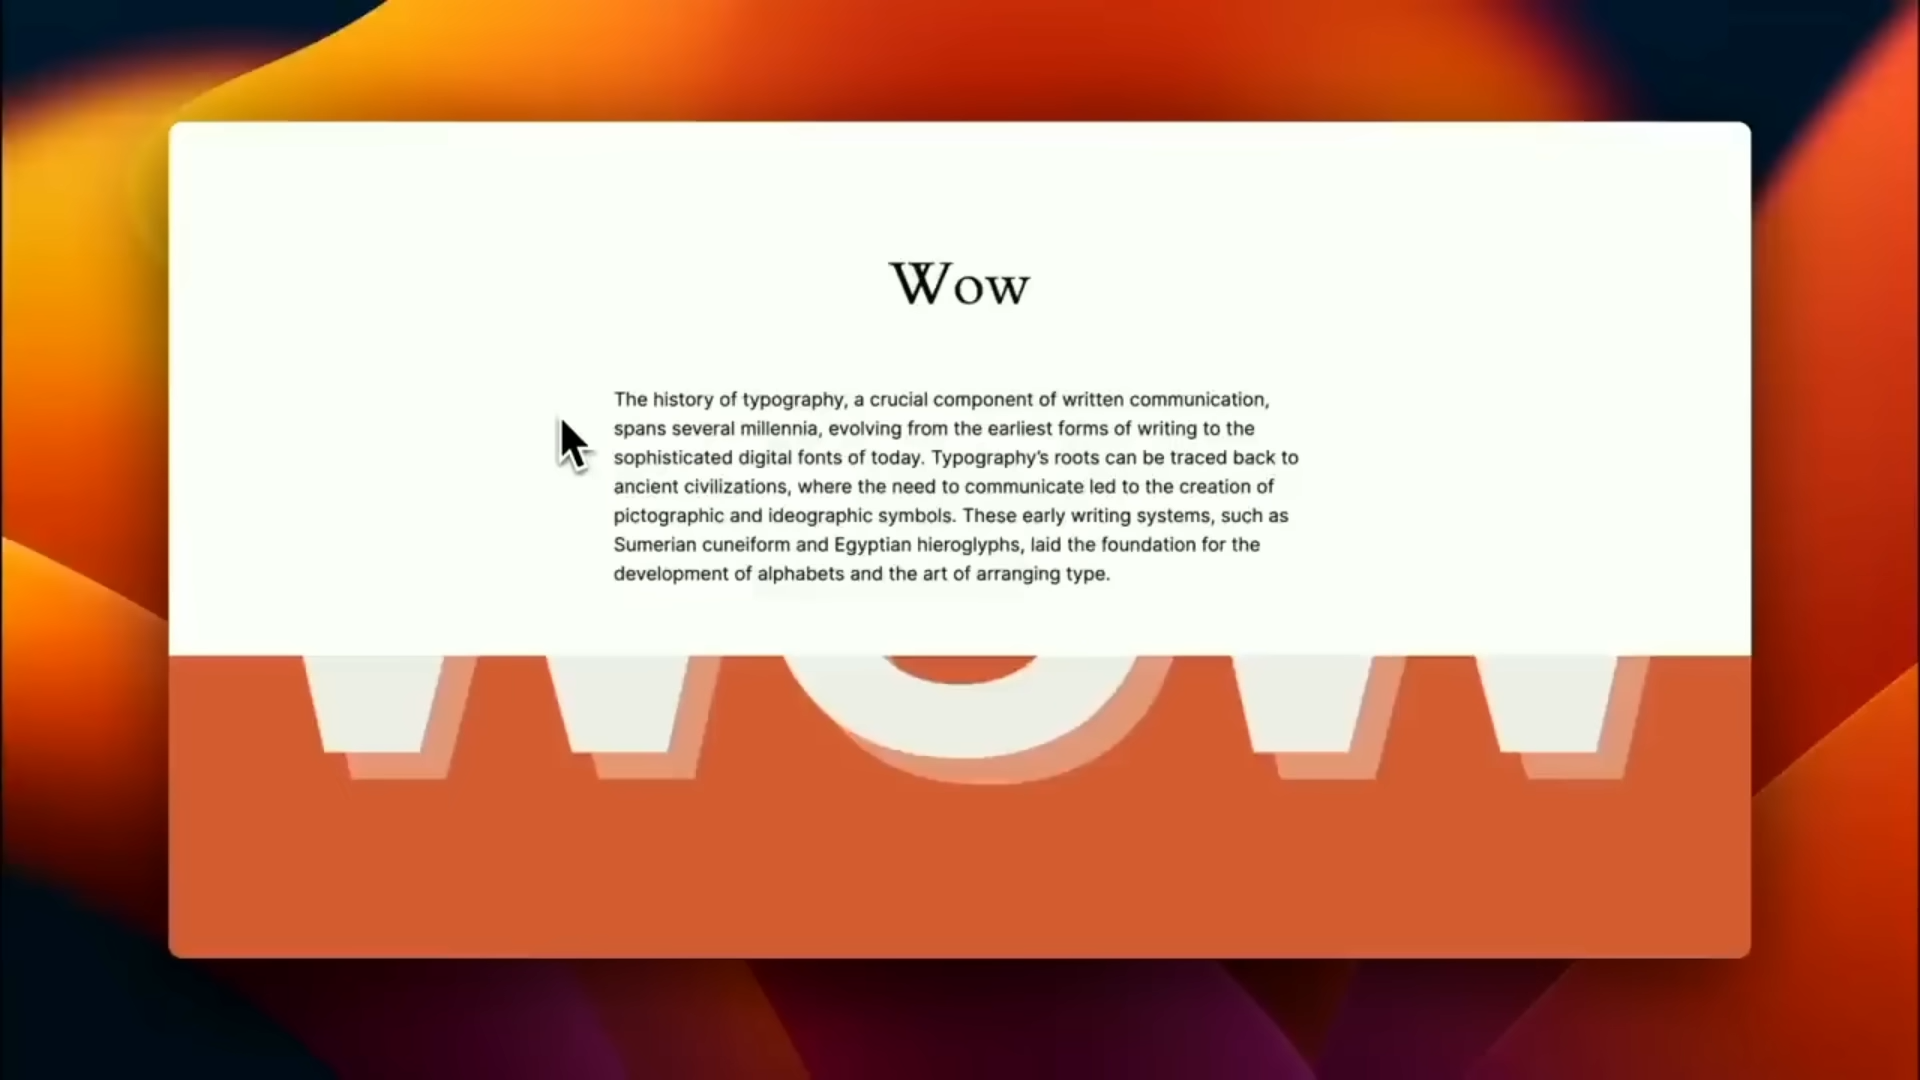 Wow
The history of typography, a crucial component of written communication,
spans several millennia, evolving from the earliest forms of writing to the
sophisticated digital fonts of today. Typography’s roots can be traced back to
ancient civilizations, where the need to communicate led to the creation of
pictographic and ideographic symbols. These early writing systems, such as
Sumerian cuneiform and Egyptian hieroglyphs, laid the foundation for the
development of alphabets and the art of arranging type.
WOW